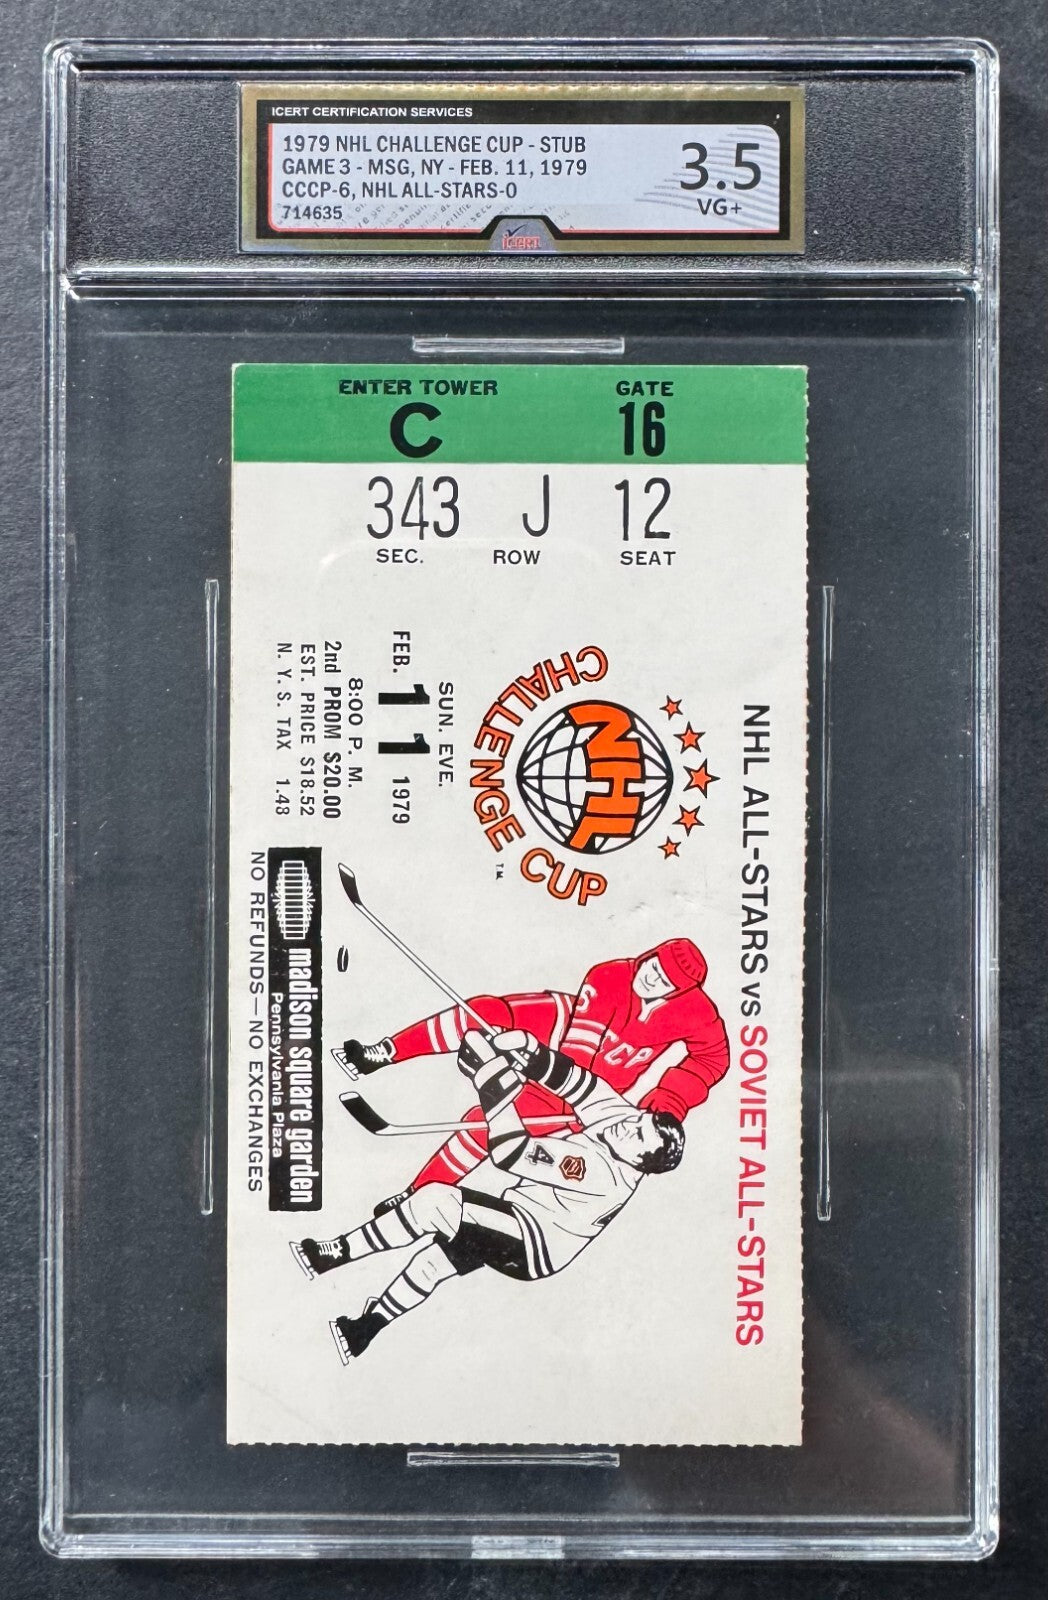 ICERT CERTIFICATION SERVICES
1979 NHL CHALLENGE CUP - STUB
GAME 3 - MSG, NY - FEB. 11, 1979
CCCP-6, NHL ALL-STARS-0
714635
3.5
VG+
ICERT
ENTER TOWER
C
GATE
16
343 J 12
SEC. ROW SEAT
NHL ALL-STARS VS SOVIET ALL-STARS
NHL
CHALLENGE CUP™
SUN. EVE.
FEB. 11 1979
8:00 P. M.
2nd PROM $20.00
EST. PRICE $18.52
N. Y. S. TAX 1.48
6
CCP
4
madison square garden
Pennsylvania Plaza
NO REFUNDS—NO EXCHANGES